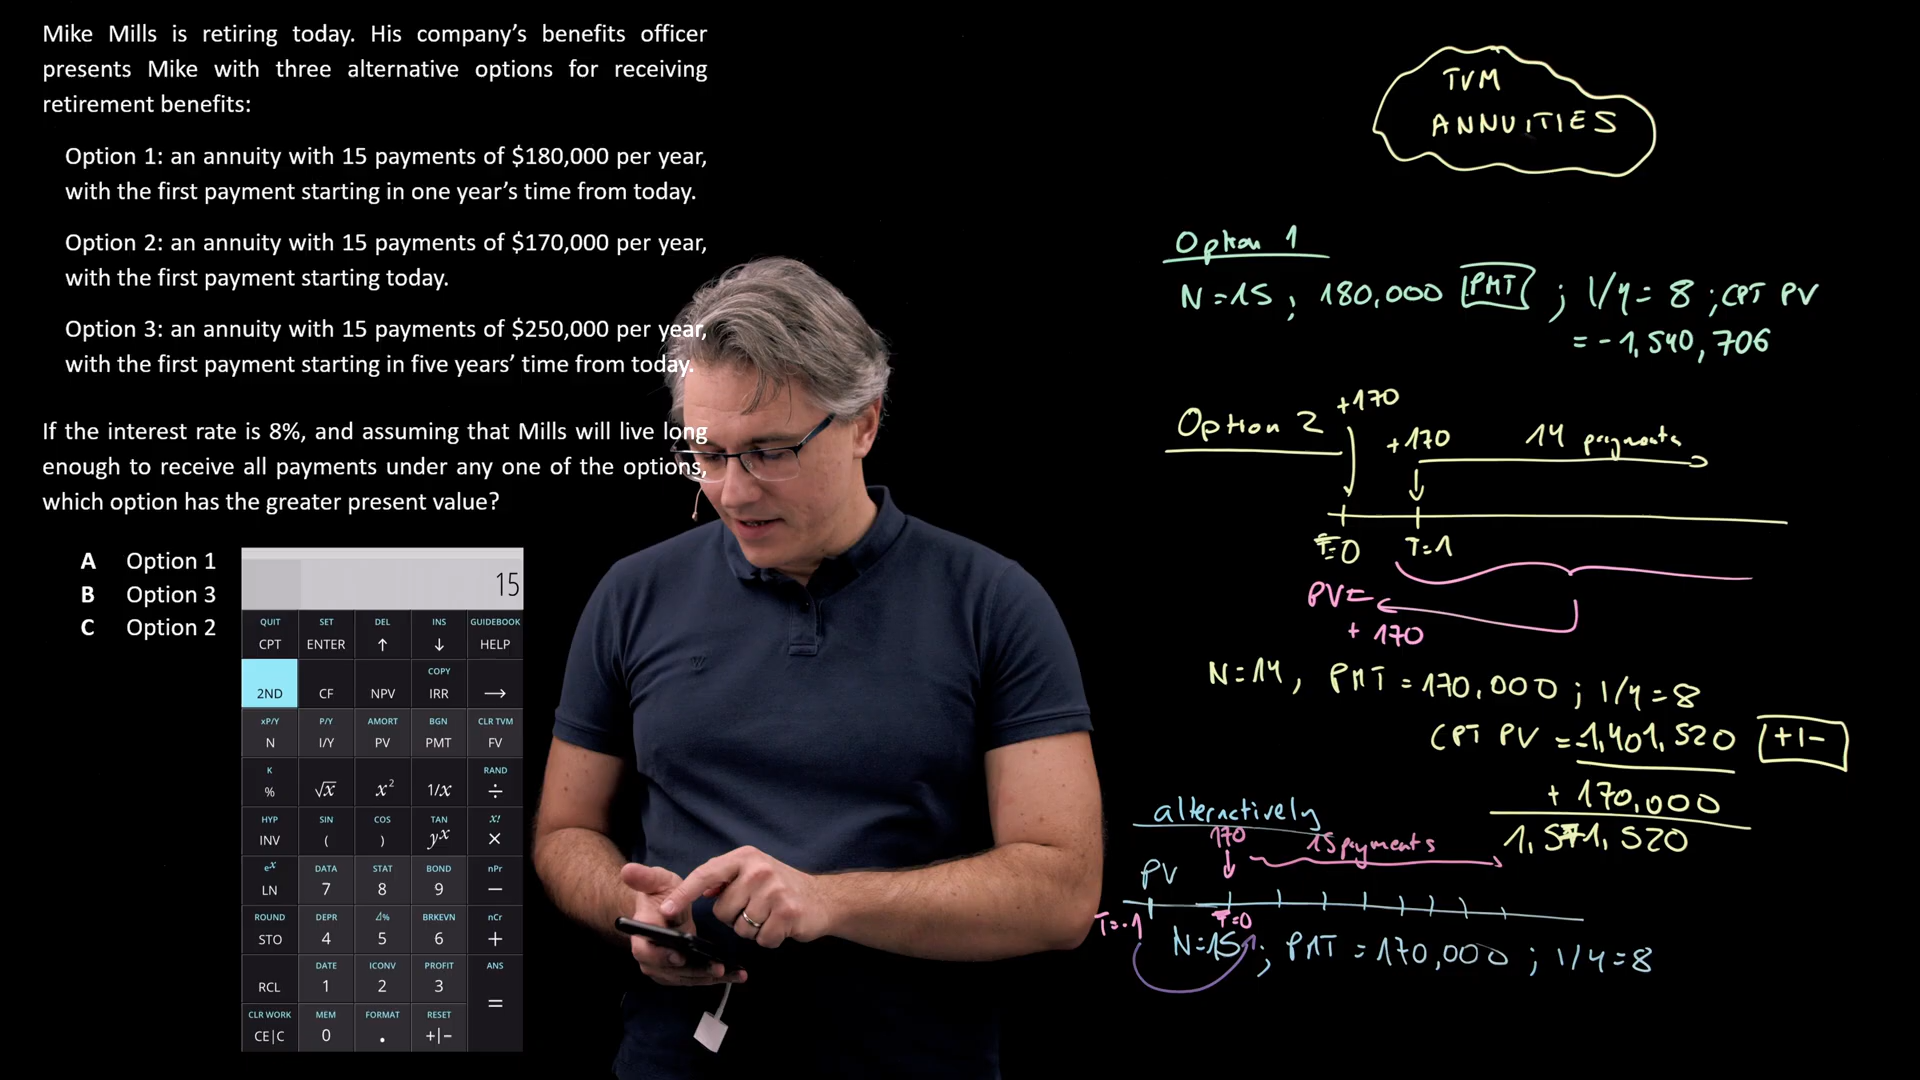 Mike Mills is retiring today. His company's benefits officer
presents Mike with three alternative options for receiving
retirement benefits:
Option 1: an annuity with 15 payments of $180,000 per year,
with the first payment starting in one year's time from today.
Option 2: an annuity with 15 payments of $170,000 per year,
with the first payment starting today.
Option 3: an annuity with 15 payments of $250,000 per year,
with the first payment starting in five years' time from today.
If the interest rate is 8%, and assuming that Mills will live long
enough to receive all payments under any one of the options,
which option has the greater present value?
A Option 1
B Option 3
C Option 2
15
QUIT SET DEL INS GUIDEBOOK
CPT ENTER ↑ ↓ HELP
COPY
2ND CF NPV IRR →
xP/Y P/Y AMORT BGN CLR TVM
N I/Y PV PMT FV
K RAND
% √x x² 1/x ÷
HYP SIN COS TAN x!
INV ( ) yˣ ×
eˣ DATA STAT BOND nPr
LN 7 8 9 −
ROUND DEPR Δ% BRKEVN nCr
STO 4 5 6 +
DATE ICONV PROFIT ANS
RCL 1 2 3 =
CLR WORK MEM FORMAT RESET
CE|C 0 . +|−
TVM
ANNUITIES
Option 1
N=15; 180,000 PMT; I/Y=8; CPT PV
= -1,540,706
Option 2
+170
+170
14 payments
T=0 T=1
PV=
+ 170
N=14, PMT=170,000; I/Y=8
CPT PV = -1,401,520 +|−
+ 170,000
1,571,520
alternatively
170
15 payments
PV
T=-1 T=0
N=15; PMT=170,000; I/Y=8